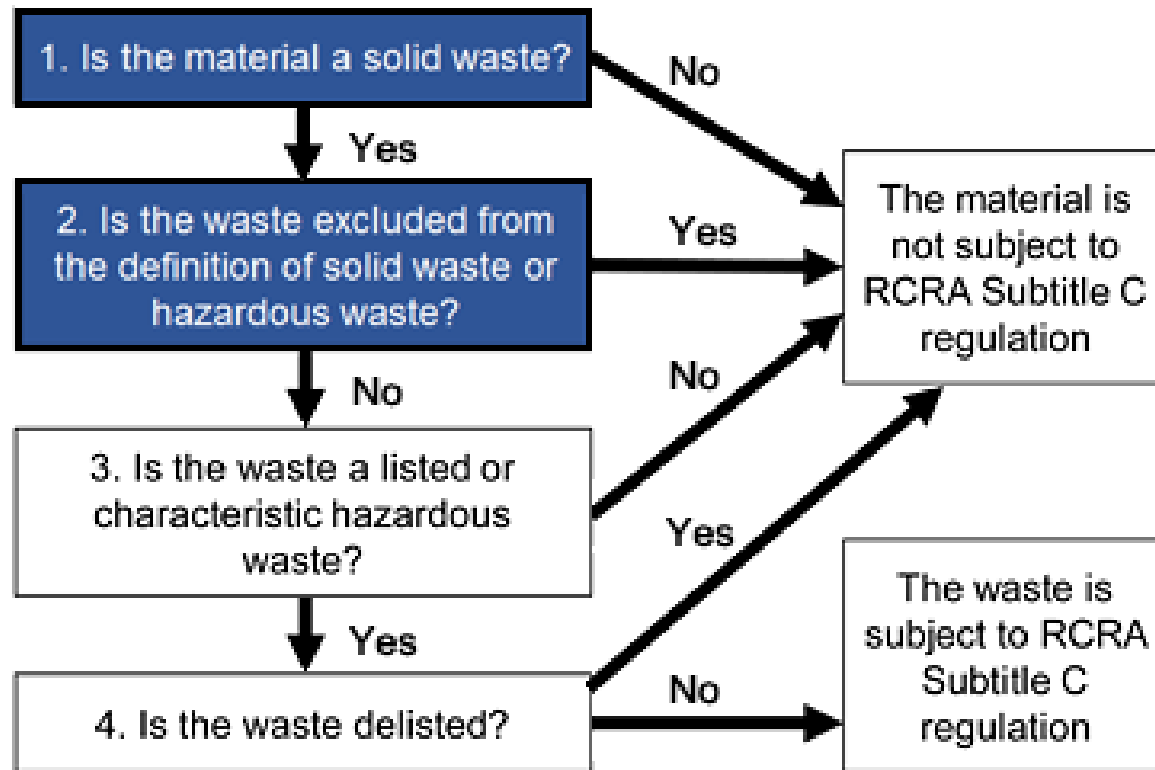 1. Is the material a solid waste?
No
Yes
2. Is the waste excluded from
the definition of solid waste or
hazardous waste?
Yes
The material is
not subject to
RCRA Subtitle C
regulation
No
No
3. Is the waste a listed or
characteristic hazardous
waste?
Yes
Yes
4. Is the waste delisted?
No
The waste is
subject to RCRA
Subtitle C
regulation